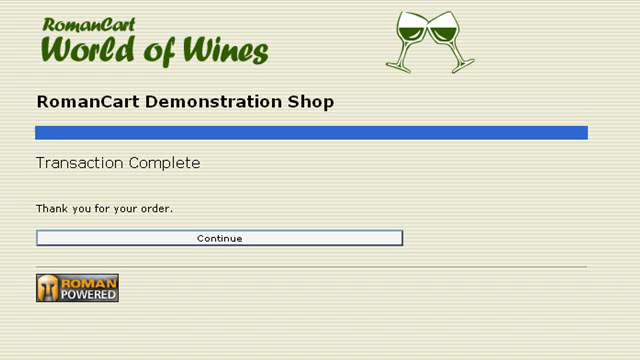 RomanCart
World of Wines
RomanCart Demonstration Shop
Transaction Complete
Thank you for your order.
Continue
ROMAN
POWERED